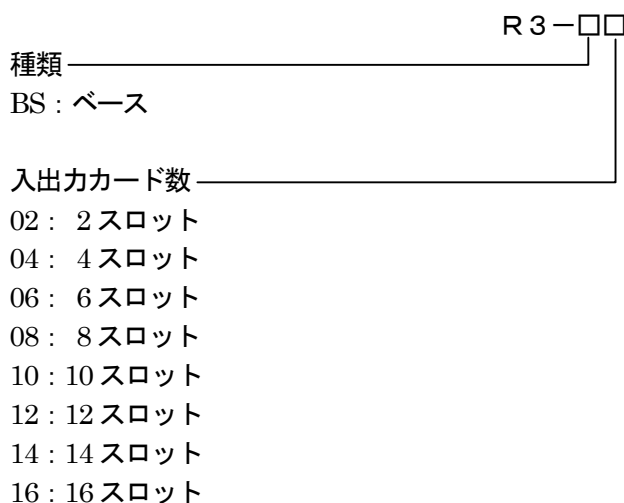 Ｒ３－□□
種類
BS：ベース
入出力カード数
02： 2 スロット
04： 4 スロット
06： 6 スロット
08： 8 スロット
10：10 スロット
12：12 スロット
14：14 スロット
16：16 スロット